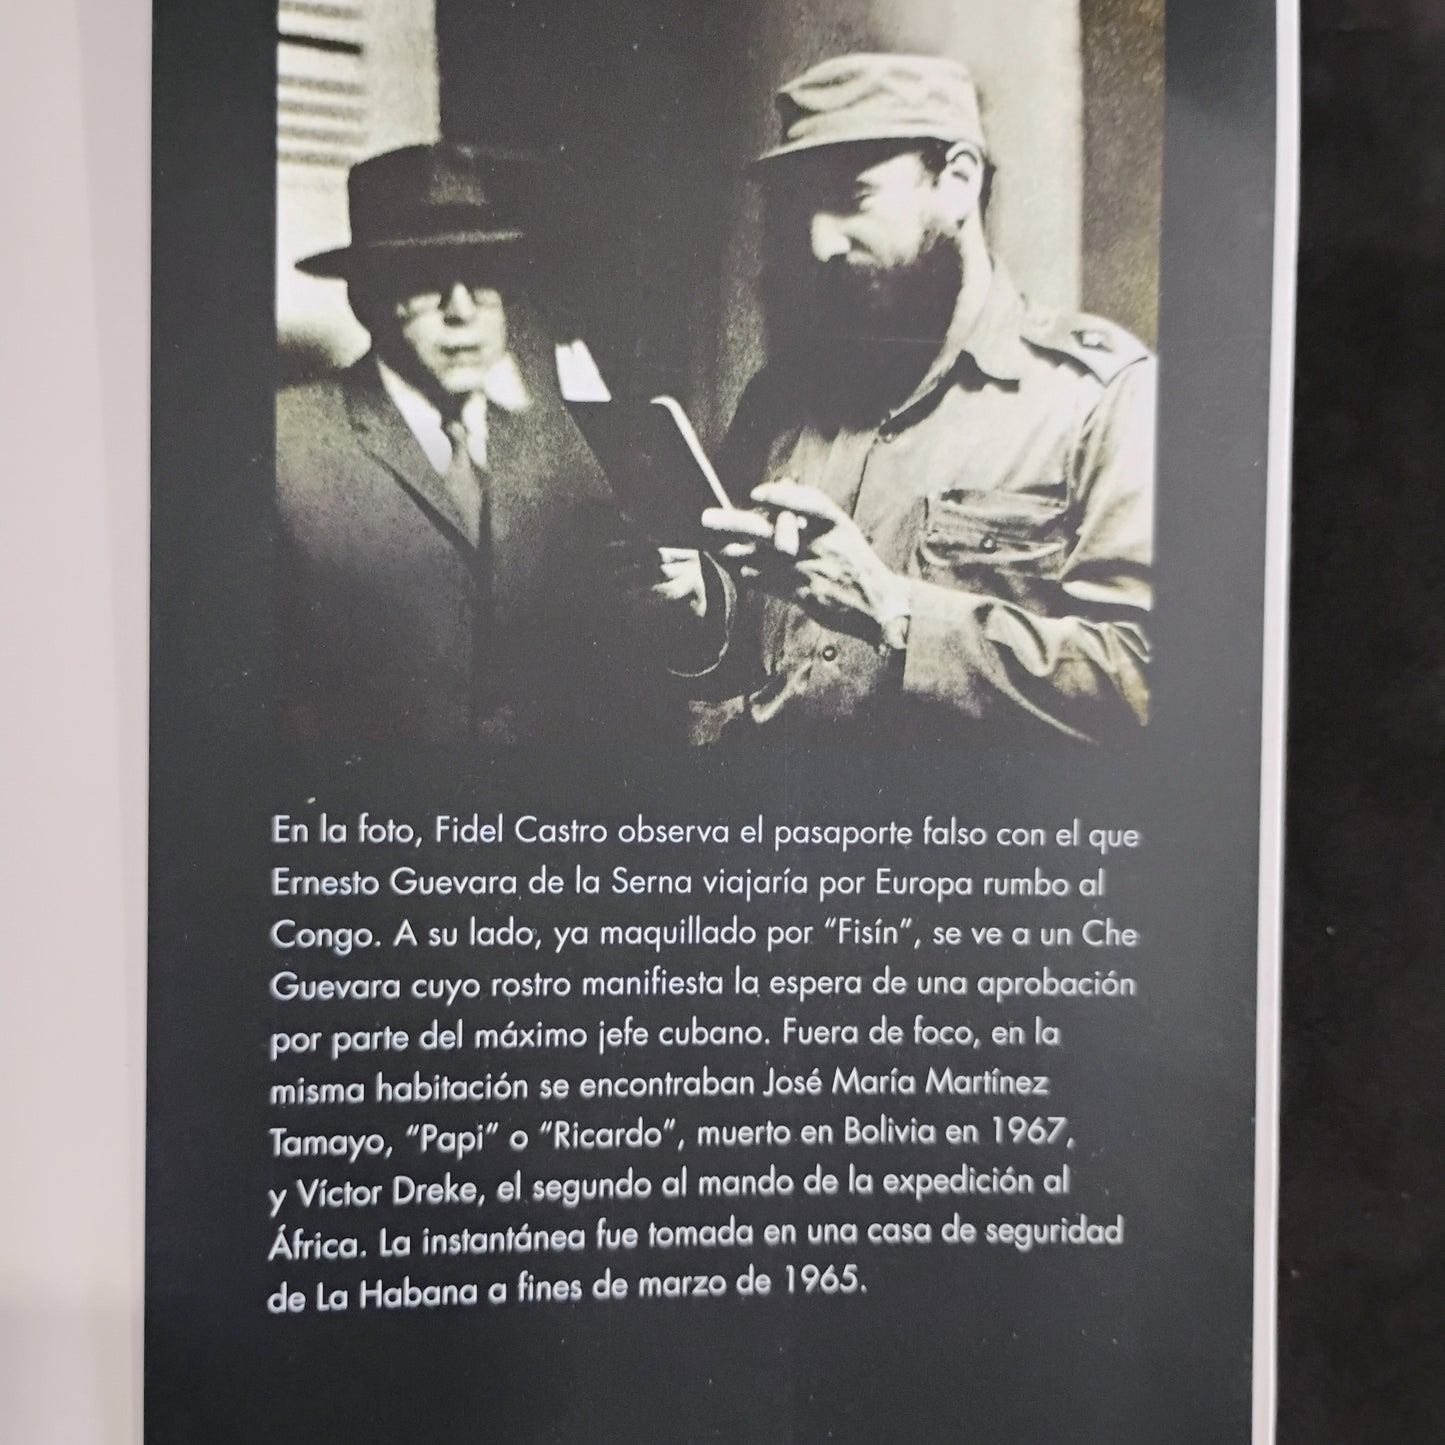 En la foto, Fidel Castro observa el pasaporte falso con el que
Ernesto Guevara de la Serna viajaría por Europa rumbo al
Congo. A su lado, ya maquillado por “Fisín”, se ve a un Che
Guevara cuyo rostro manifiesta la espera de una aprobación
por parte del máximo jefe cubano. Fuera de foco, en la
misma habitación se encontraban José María Martínez
Tamayo, “Papi” o “Ricardo”, muerto en Bolivia en 1967,
y Víctor Dreke, el segundo al mando de la expedición al
África. La instantánea fue tomada en una casa de seguridad
de La Habana a fines de marzo de 1965.